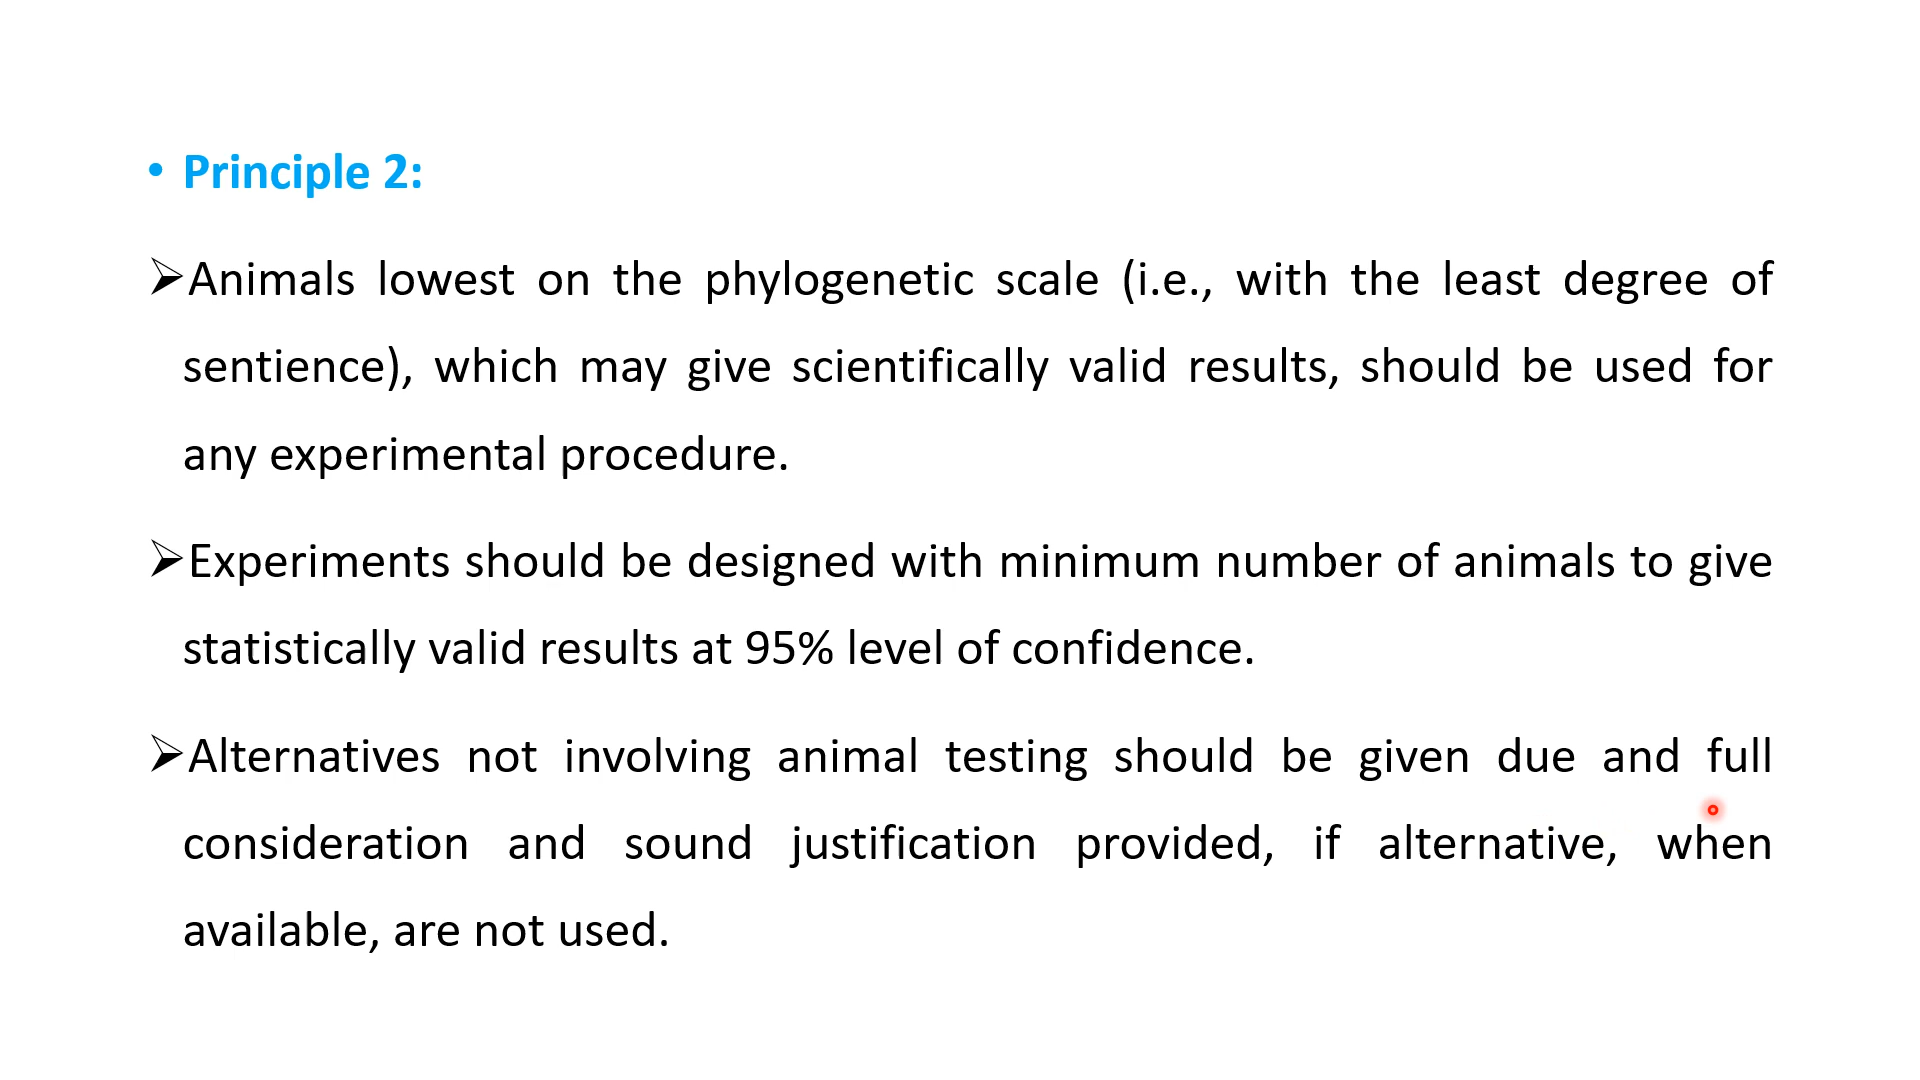 • Principle 2:
➢Animals lowest on the phylogenetic scale (i.e., with the least degree of
sentience), which may give scientifically valid results, should be used for
any experimental procedure.
➢Experiments should be designed with minimum number of animals to give
statistically valid results at 95% level of confidence.
➢Alternatives not involving animal testing should be given due and full
consideration and sound justification provided, if alternative, when
available, are not used.